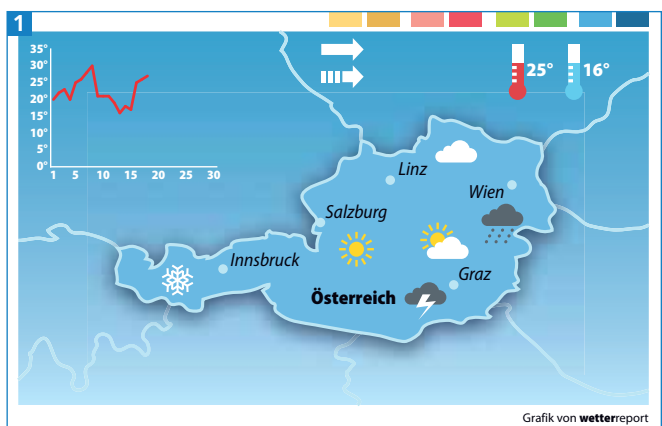 1
35°
30°
25°
20°
15°
10°
5°
0°
1 5 10 15 20 25 30
25° 16°
Linz
Wien
Salzburg
Innsbruck
Graz
Österreich
Grafik von wetterreport